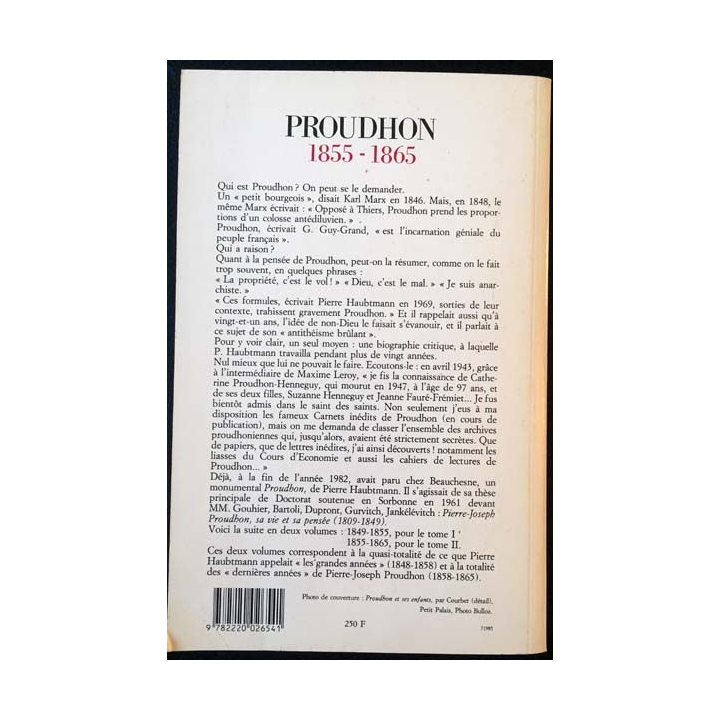 PROUDHON
1855 - 1865
Qui est Proudhon ? On peut se le demander.
Un « petit bourgeois », disait Karl Marx en 1846. Mais, en 1848, le
même Marx écrivait : « Opposé à Thiers, Proudhon prend les propor-
tions d'un colosse antédiluvien. » .
Proudhon, écrivait G. Guy-Grand, « est l'incarnation géniale du
peuple français ».
Qui a raison ?
Quant à la pensée de Proudhon, peut-on la résumer, comme on le fait
trop souvent, en quelques phrases :
« La propriété, c'est le vol ! » « Dieu, c'est le mal. » « Je suis anar-
chiste. »
« Ces formules, écrivait Pierre Haubtmann en 1969, sorties de leur
contexte, trahissent gravement Proudhon. » Et il rappelait aussi qu'à
vingt-et-un ans, l'idée de non-Dieu le faisait s'évanouir, et il parlait à
ce sujet de son « antithéisme brûlant ».
Pour y voir clair, un seul moyen : une biographie critique, à laquelle
P. Haubtmann travailla pendant plus de vingt années.
Nul mieux que lui ne pouvait le faire. Ecoutons-le : en avril 1943, grâce
à l'intermédiaire de Maxime Leroy, « je fis la connaissance de Cathe-
rine Proudhon-Henneguy, qui mourut en 1947, à l'âge de 97 ans, et
de ses deux filles, Suzanne Henneguy et Jeanne Fauré-Frémiet... Je fus
bientôt admis dans le saint des saints. Non seulement j'eus à ma
disposition les fameux Carnets inédits de Proudhon (en cours de
publication), mais on me demanda de classer l'ensemble des archives
proudhoniennes qui, jusqu'alors, avaient été strictement secrètes. Que
de papiers, que de lettres inédites, j'ai ainsi découverts ! notamment les
liasses du Cours d'Economie et aussi les cahiers de lectures de
Proudhon... »
Déjà, à la fin de l'année 1982, avait paru chez Beauchesne, un
monumental Proudhon, de Pierre Haubtmann. Il s'agissait de sa thèse
principale de Doctorat soutenue en Sorbonne en 1961 devant
MM. Gouhier, Bartoli, Dupront, Gurvitch, Jankélévitch : Pierre-Joseph
Proudhon, sa vie et sa pensée (1809-1849).
Voici la suite en deux volumes : 1849-1855, pour le tome I
1855-1865, pour le tome II.
Ces deux volumes correspondent à la quasi-totalité de ce que Pierre
Haubtmann appelait « les grandes années » (1848-1858) et à la totalité
des « dernières années » de Pierre-Joseph Proudhon (1858-1865).
Photo de couverture : Proudhon et ses enfants, par Courbet (détail),
Petit Palais, Photo Bulloz.
9 782220 026541
250 F
71985